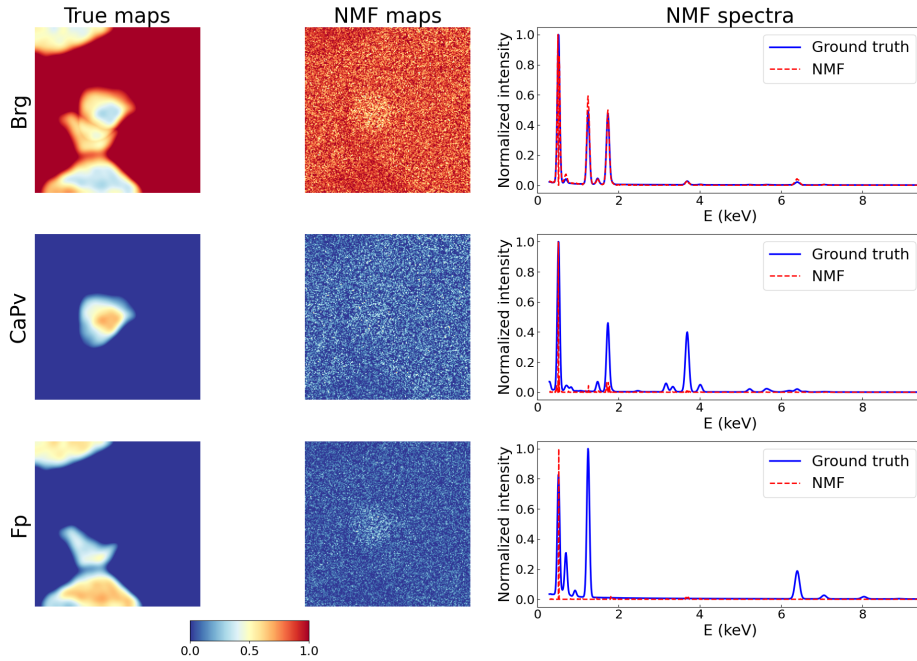 True maps NMF maps NMF spectra
Brg
Normalized intensity
1.0
0.8
0.6
0.4
0.2
0.0
Ground truth
NMF
0 2 4 6 8
E (keV)
CaPv
Normalized intensity
1.0
0.8
0.6
0.4
0.2
0.0
Ground truth
NMF
0 2 4 6 8
E (keV)
Fp
Normalized intensity
1.0
0.8
0.6
0.4
0.2
0.0
Ground truth
NMF
0 2 4 6 8
E (keV)
0.0 0.5 1.0